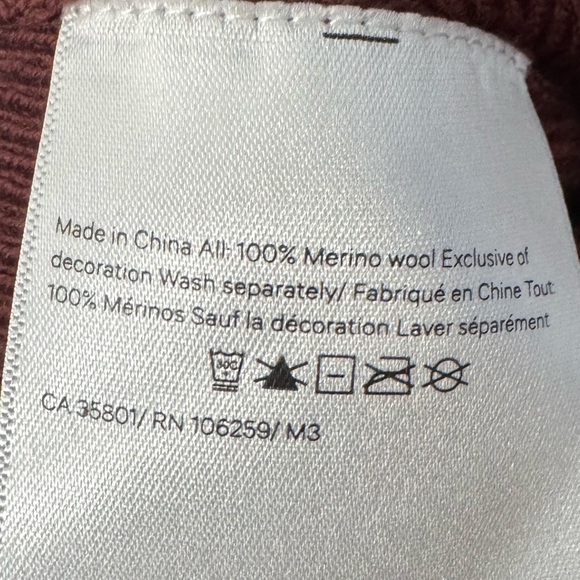 Made in China All: 100% Merino wool Exclusive of
decoration Wash separately/ Fabriqué en Chine Tout:
100% Mérinos Sauf la décoration Laver séparément
30C
CA 35801/ RN 106259/ M3